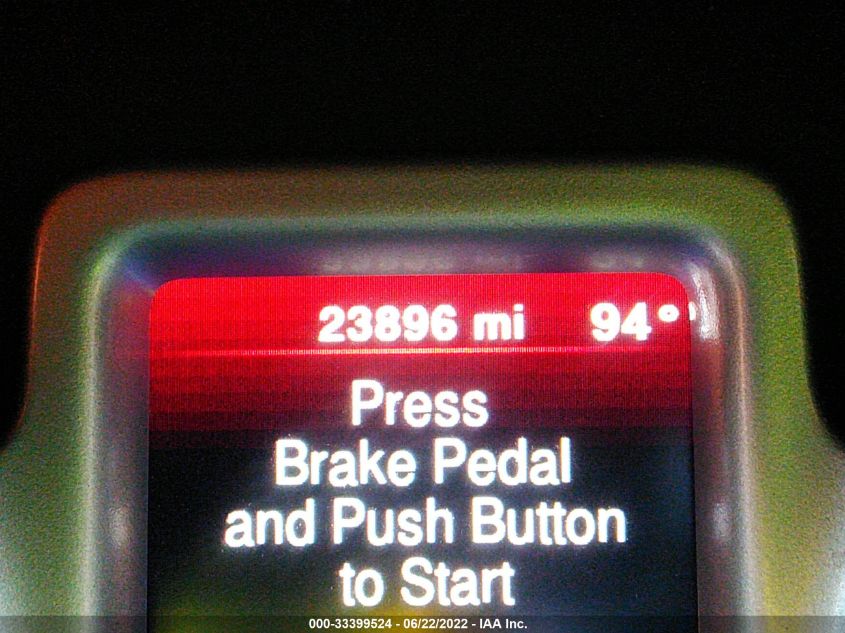 23896 mi 94°
Press
Brake Pedal
and Push Button
to Start
000-33399524 - 06/22/2022 - IAA Inc.